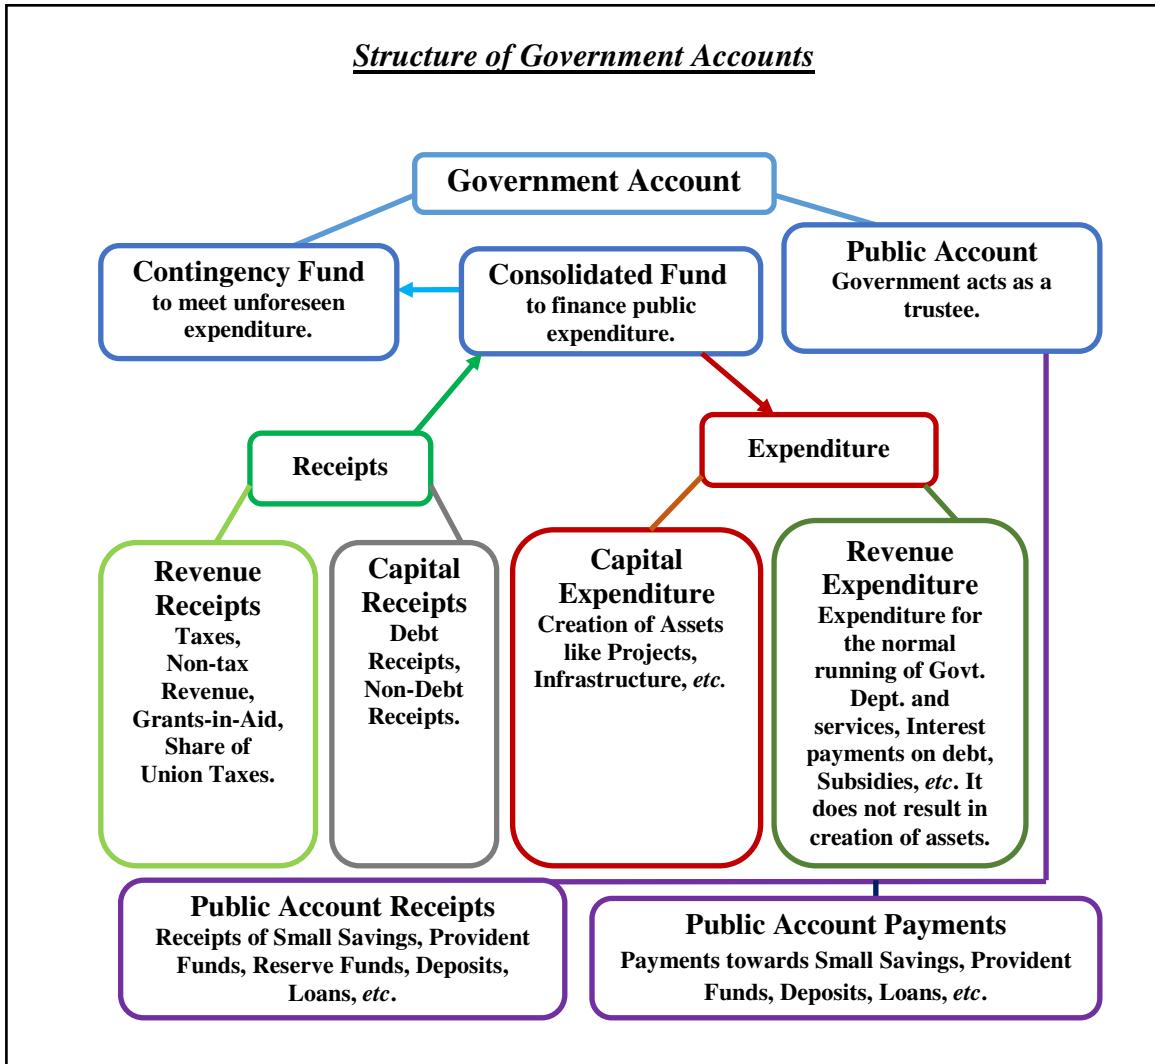 Structure of Government Accounts
Government Account
Contingency Fund
to meet unforeseen
expenditure.
Consolidated Fund
to finance public
expenditure.
Public Account
Government acts as a
trustee.
Receipts
Expenditure
Revenue
Receipts
Taxes,
Non-tax
Revenue,
Grants-in-Aid,
Share of
Union Taxes.
Capital
Receipts
Debt
Receipts,
Non-Debt
Receipts.
Capital
Expenditure
Creation of Assets
like Projects,
Infrastructure, etc.
Revenue
Expenditure
Expenditure for
the normal
running of Govt.
Dept. and
services, Interest
payments on debt,
Subsidies, etc. It
does not result in
creation of assets.
Public Account Receipts
Receipts of Small Savings, Provident
Funds, Reserve Funds, Deposits,
Loans, etc.
Public Account Payments
Payments towards Small Savings, Provident
Funds, Deposits, Loans, etc.